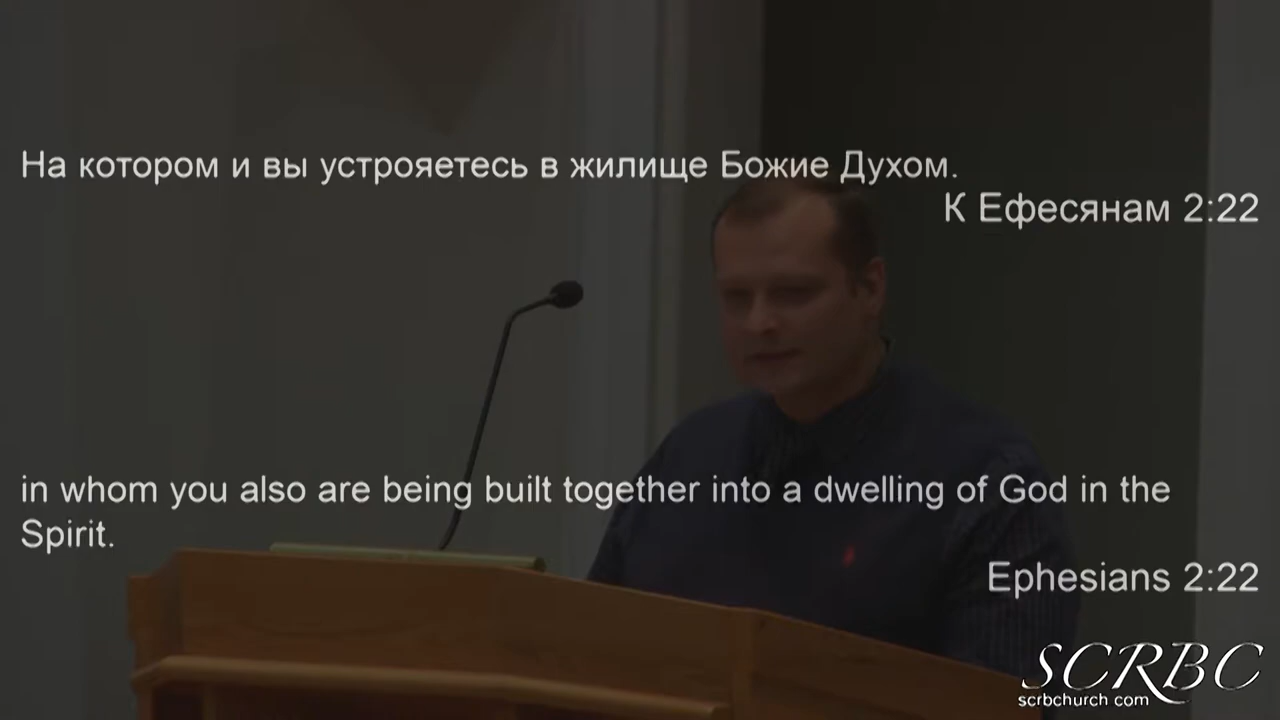 На котором и вы устрояетесь в жилище Божие Духом.
К Ефесянам 2:22
in whom you also are being built together into a dwelling of God in the
Spirit.
Ephesians 2:22
SCRBC
scrbchurch com